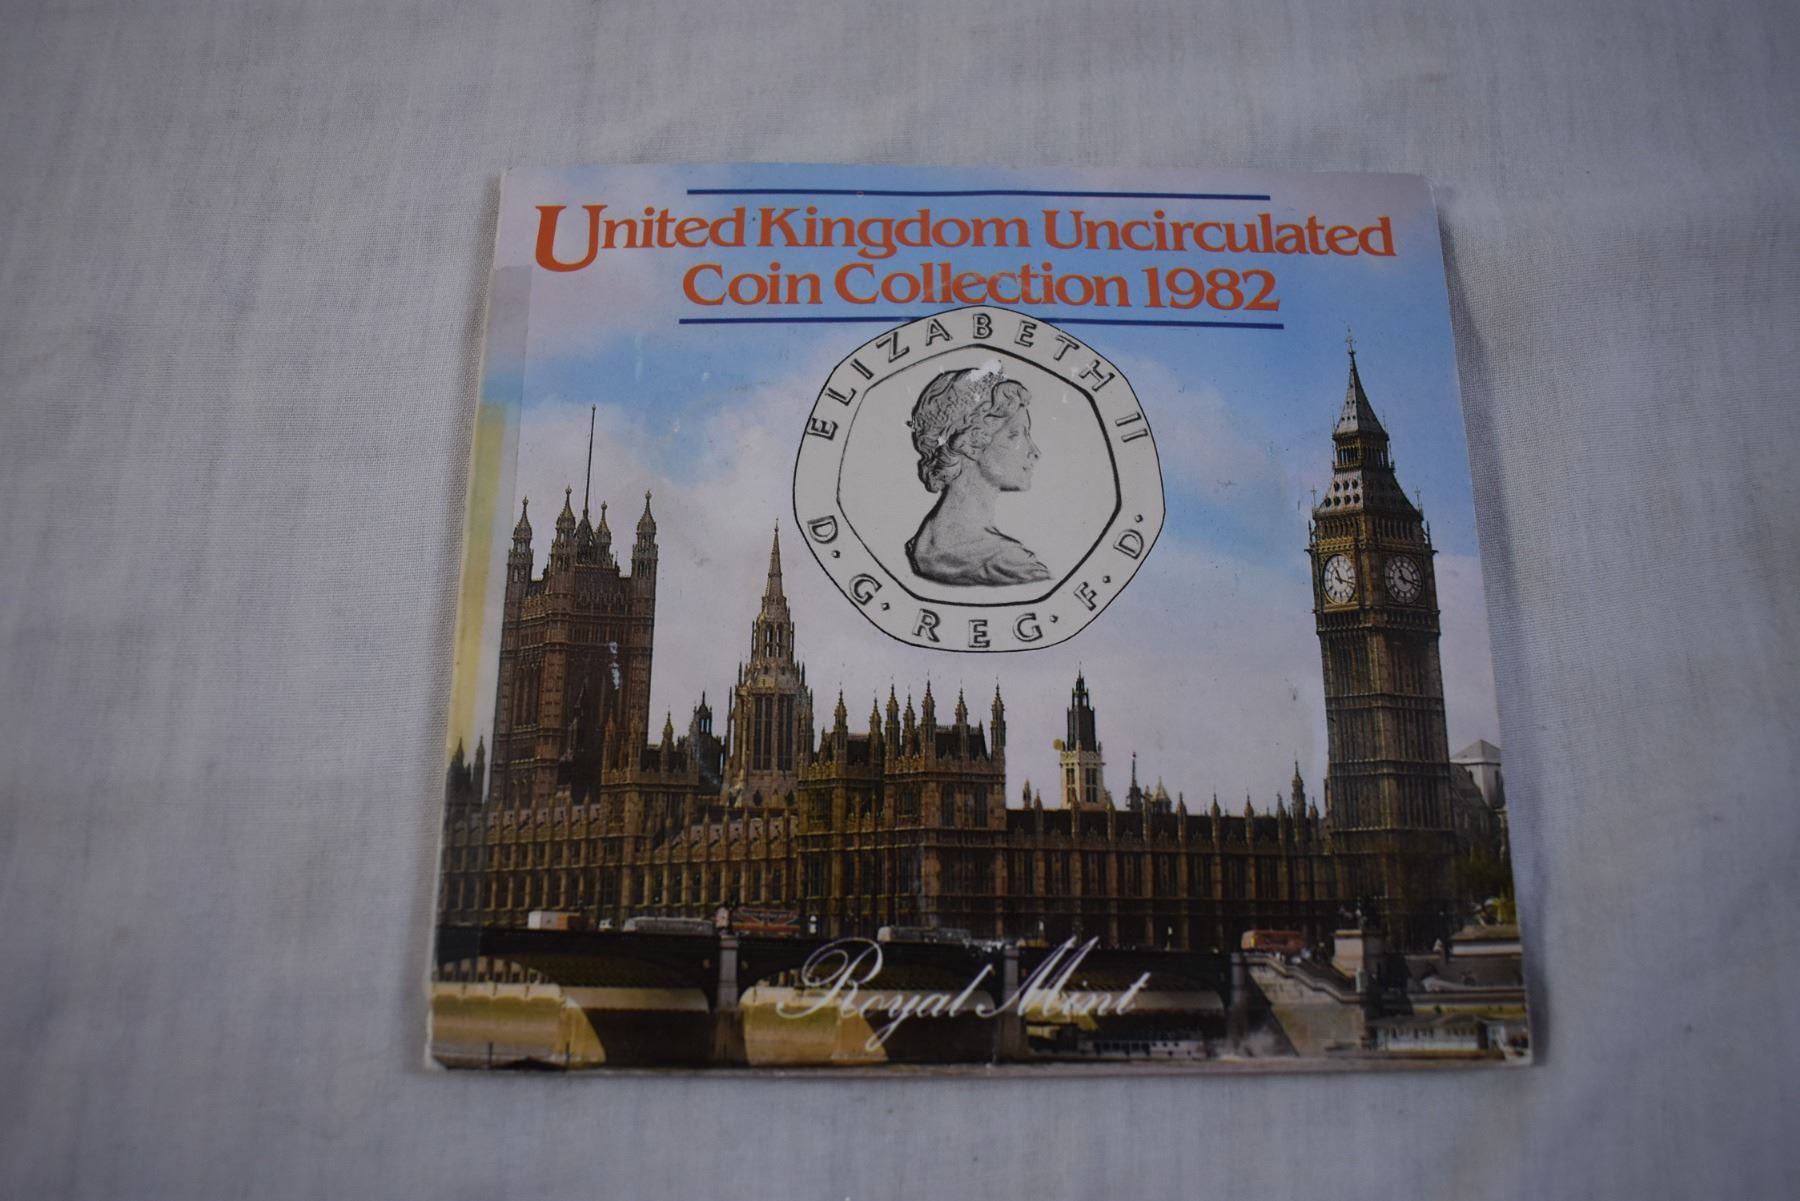 United Kingdom Uncirculated
Coin Collection 1982
ELIZABETH II
D·G·REG·F·D·
Royal Mint